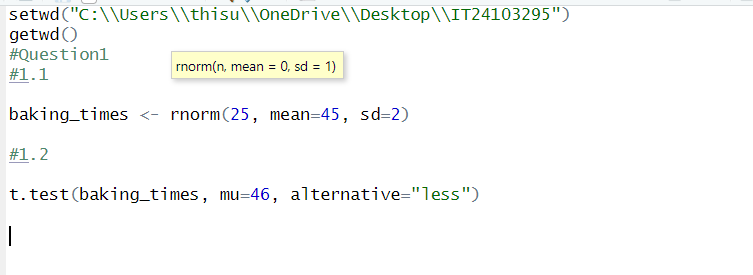 setwd("C:\\Users\\thisu\\OneDrive\\Desktop\\IT24103295")
getwd()
#Question1
rnorm(n, mean = 0, sd = 1)
#1.1
baking_times <- rnorm(25, mean=45, sd=2)
#1.2
t.test(baking_times, mu=46, alternative="less")